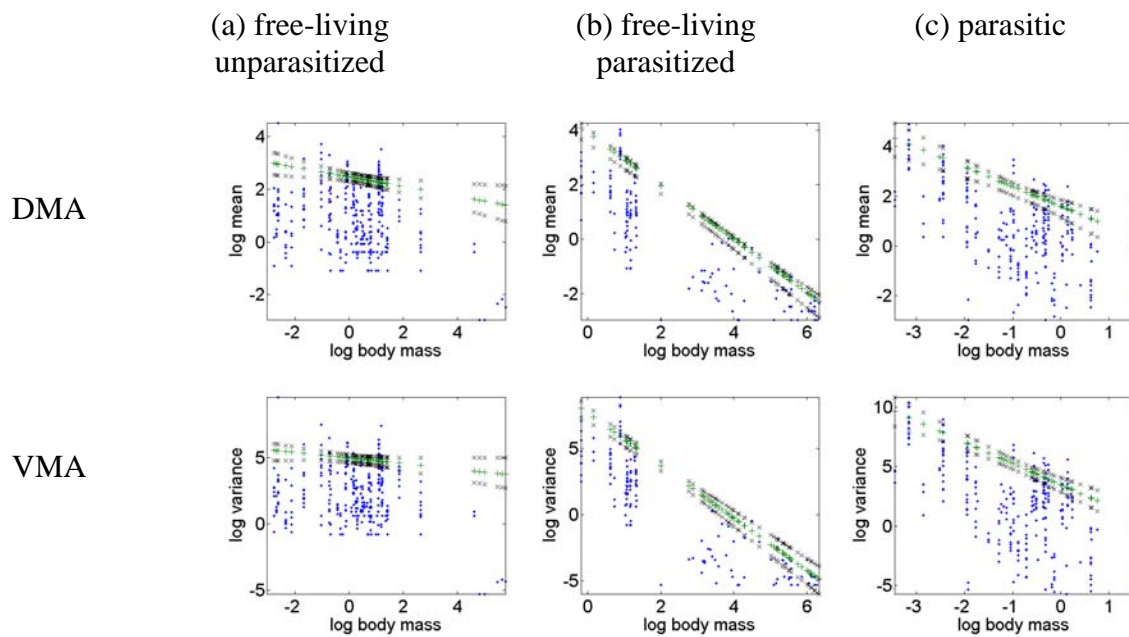 (a) free-living
unparasitized
(b) free-living
parasitized
(c) parasitic
DMA
log mean
4
2
0
-2
-2
0
2
4
log body mass
log mean
4
2
0
-2
0
2
4
6
log body mass
log mean
4
2
0
-2
-3
-2
-1
0
1
log body mass
VMA
log variance
5
0
-5
-2
0
2
4
log body mass
log variance
5
0
-5
0
2
4
6
log body mass
log variance
10
5
0
-5
-3
-2
-1
0
1
log body mass